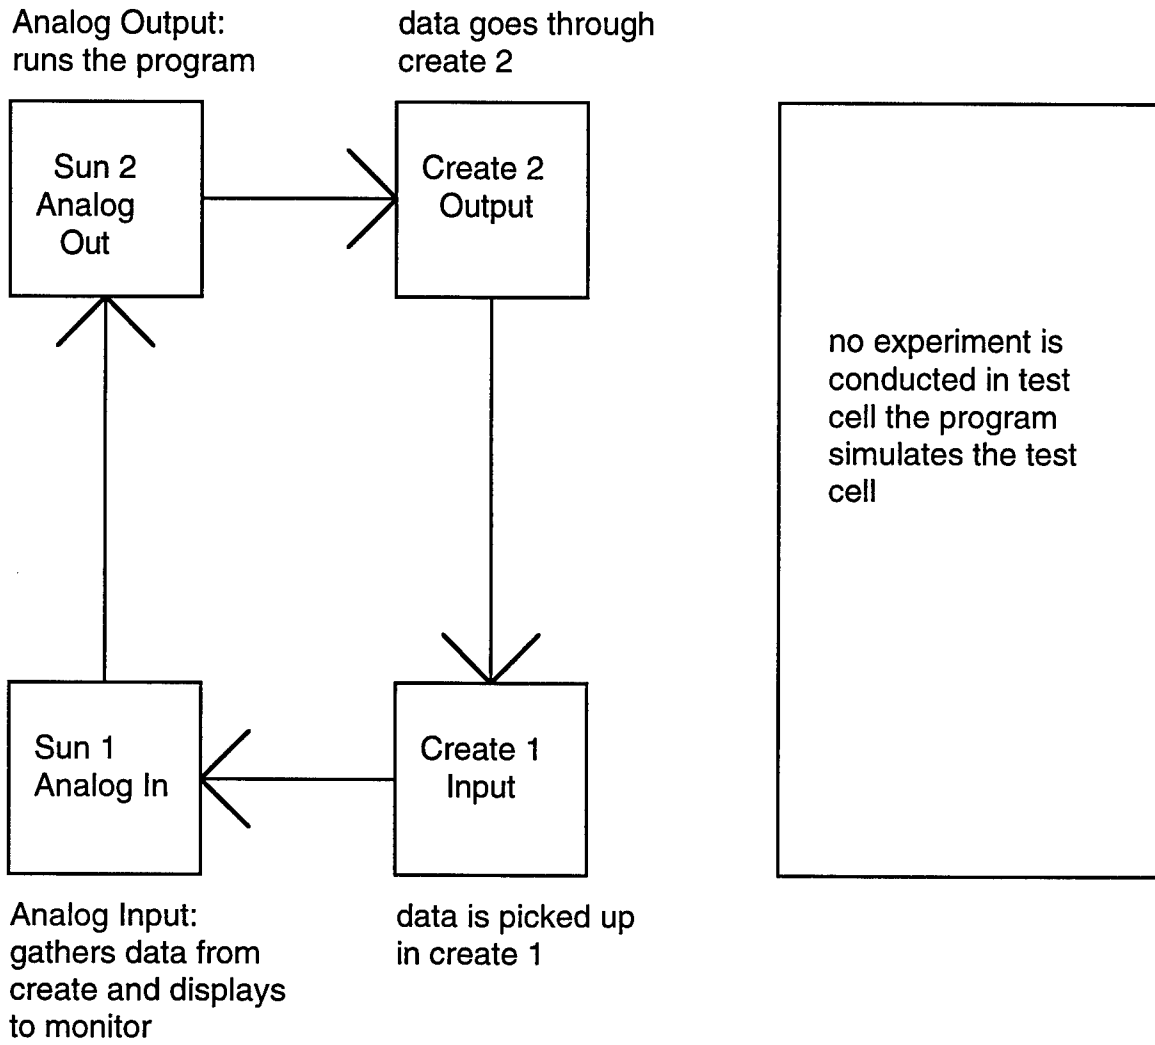 Analog Output:
runs the program
data goes through
create 2
Sun 2
Analog
Out
Create 2
Output
no experiment is
conducted in test
cell the program
simulates the test
cell
Sun 1
Analog In
Create 1
Input
Analog Input:
gathers data from
create and displays
to monitor
data is picked up
in create 1